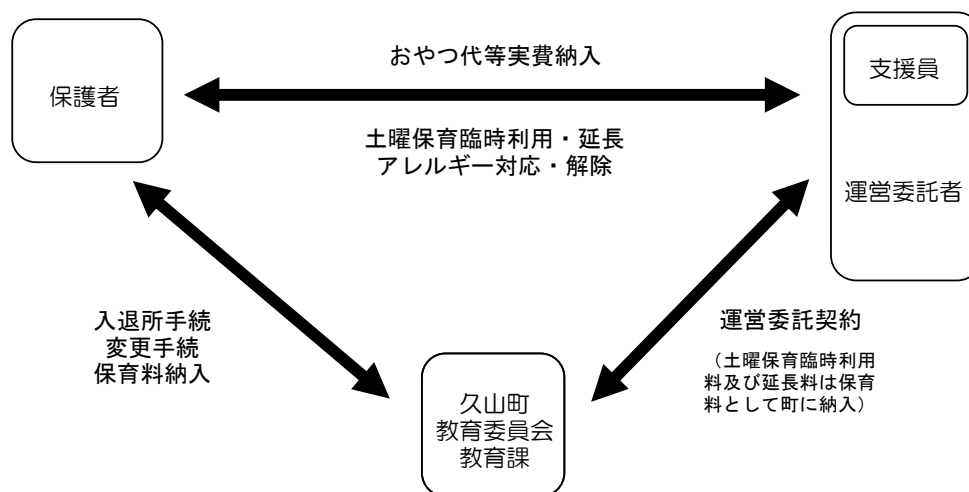 おやつ代等実費納入
保護者
支援員
土曜保育臨時利用・延長
アレルギー対応・解除
運営委託者
入退所手続
変更手続
保育料納入
運営委託契約
（土曜保育臨時利用
料及び延長料は保育
料として町に納入）
久山町
教育委員会
教育課